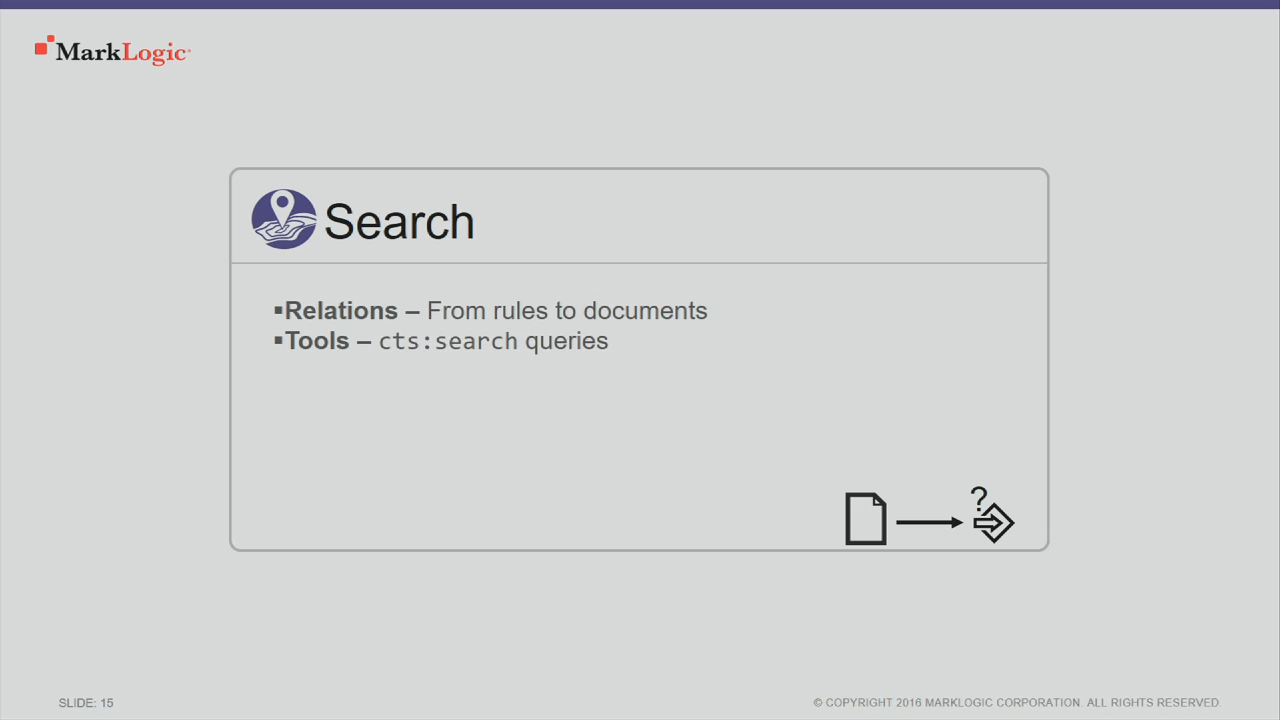 MarkLogic
Search
▪Relations – From rules to documents
▪Tools – cts:search queries
?
SLIDE: 15
© COPYRIGHT 2016 MARKLOGIC CORPORATION. ALL RIGHTS RESERVED.